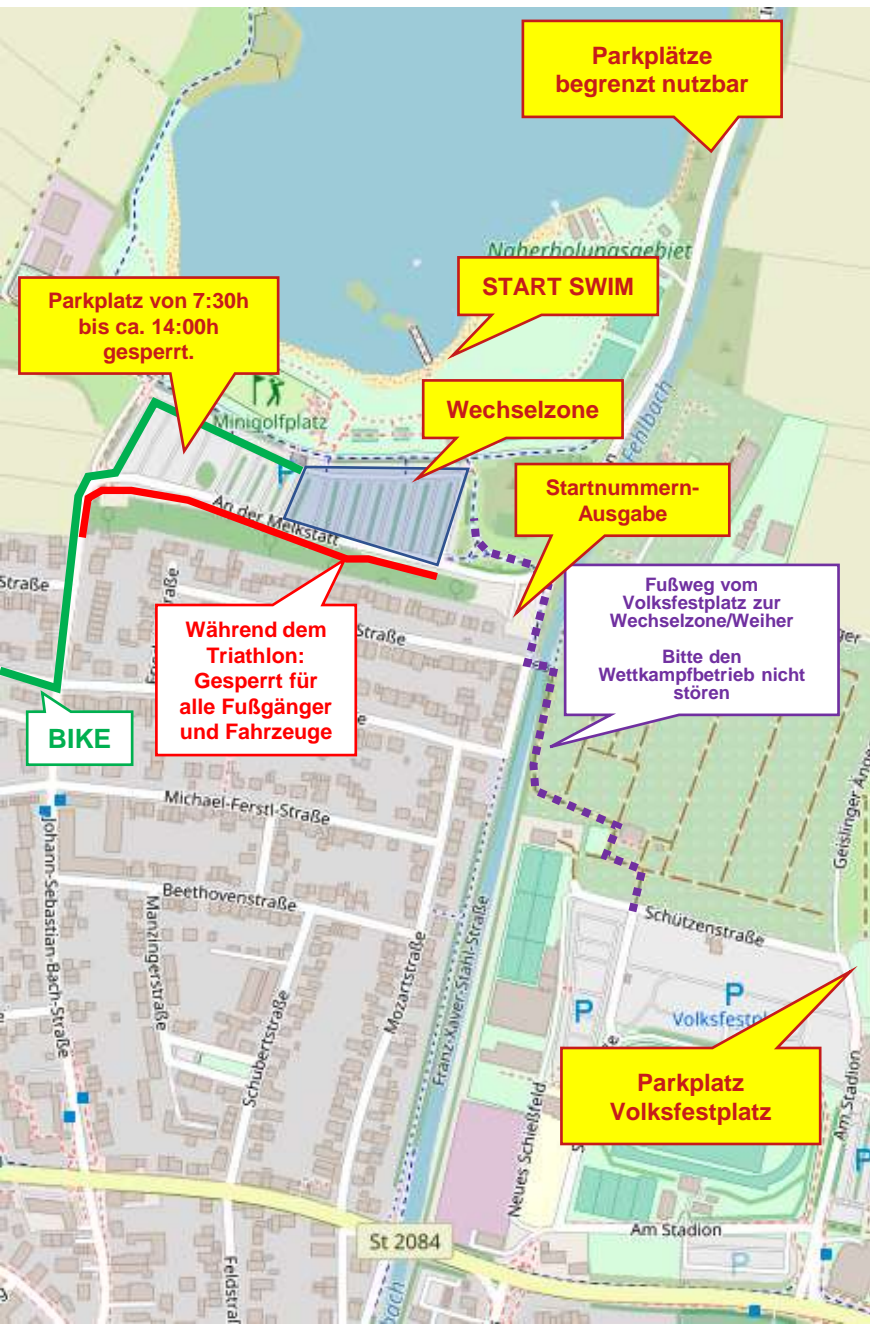 Parkplätze
begrenzt nutzbar
Naherholungsgebiet
START SWIM
Parkplatz von 7:30h
bis ca. 14:00h
gesperrt.
Minigolfplatz
Wechselzone
P
Fehlbach
Startnummern-
Ausgabe
An der Melkstatt
Fußweg vom
Volksfestplatz zur
Wechselzone/Weiher
Bitte den
Wettkampfbetrieb nicht
stören
Straße
Während dem
Triathlon:
Gesperrt für
alle Fußgänger
und Fahrzeuge
Straße
BIKE
Michael-Ferstl-Straße
Johann-Sebastian-Bach-Straße
Beethovenstraße
Manzingerstraße
Schubertstraße
Mozartstraße
Franz-Xaver-Stahl-Straße
Schützenstraße
P
P
Volksfestpl
Parkplatz
Volksfestplatz
Neues Schießfeld
Am Stadion
P
Am Stadion
P
St 2084